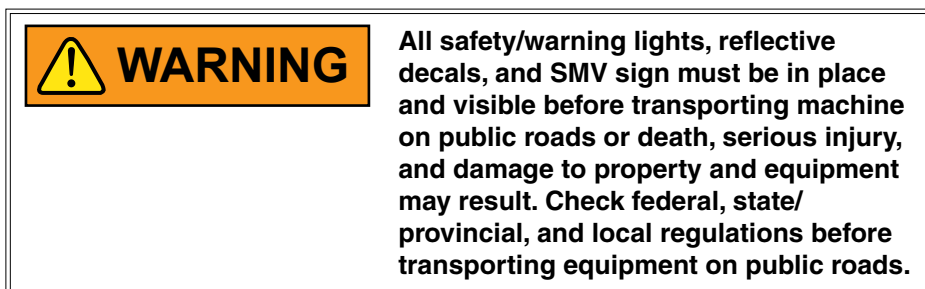 WARNING
All safety/warning lights, reflective
decals, and SMV sign must be in place
and visible before transporting machine
on public roads or death, serious injury,
and damage to property and equipment
may result. Check federal, state/
provincial, and local regulations before
transporting equipment on public roads.